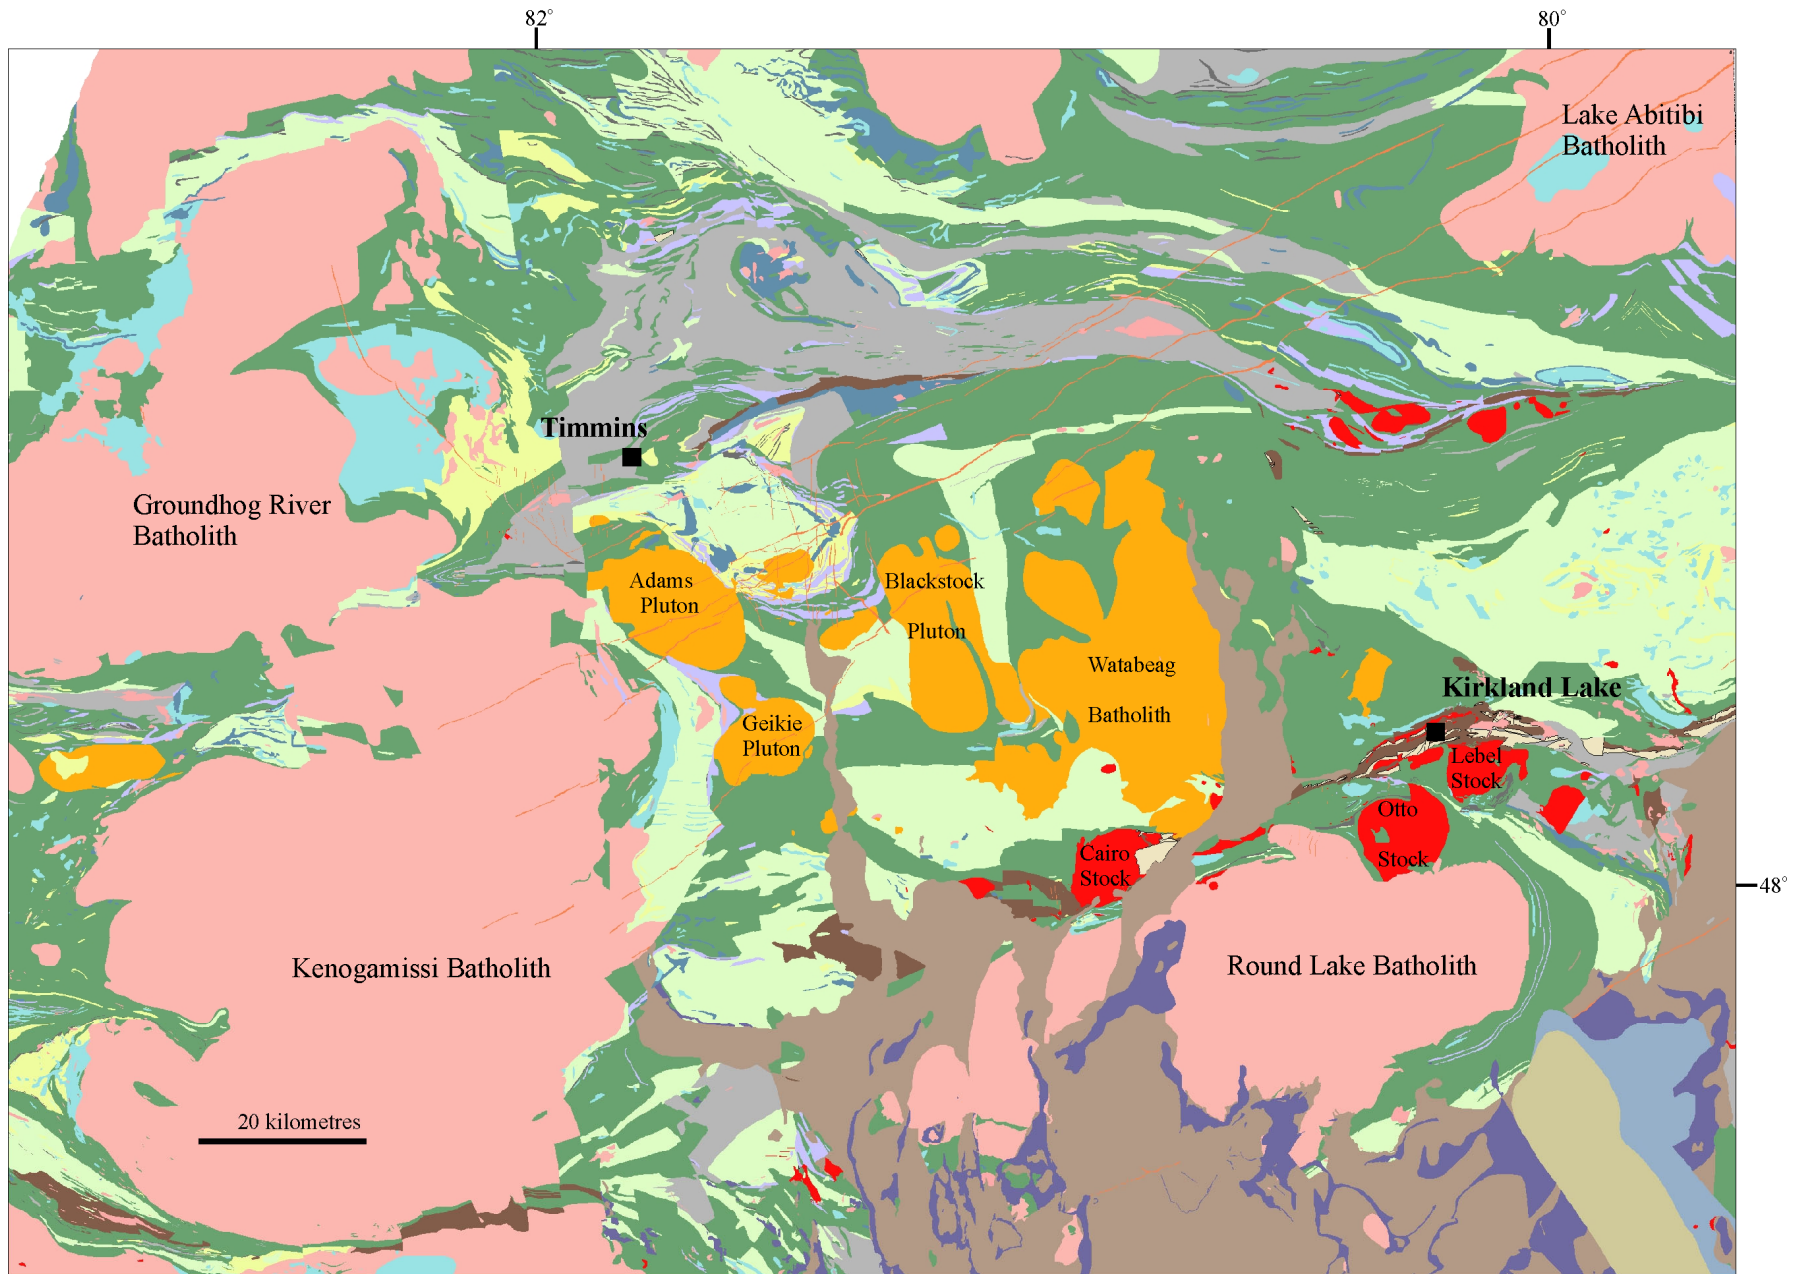 82°
80°
Lake Abitibi
Batholith
Timmins
Groundhog River
Batholith
Adams
Pluton
Blackstock
Pluton
Watabeag
Batholith
Kirkland Lake
Geikie
Pluton
Lebel
Stock
Otto
Stock
Cairo
Stock
48°
Kenogamissi Batholith
Round Lake Batholith
20 kilometres